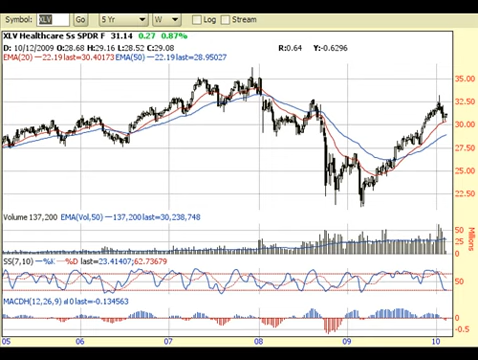 Symbol: XLV Go 5 Yr W Log Stream
XLV Healthcare Ss SPDR F 31.14 0.27 0.87%
D: 10/12/2009 O:28.68 H:29.16 L:28.52 C:29.08 R:0.64 Y:-0.6296
EMA(20) —22.19 last=30.40173 EMA(50) —22.19 last=28.95027
35.00
32.50
30.00
27.50
25.00
22.50
Volume 137,200 EMA(Vol,50) —137,200 last=30,238,748
50
25
0
Millions
SS(7,10) —%K —%D last=23.41407; 62.73679
50
MACDH(12,26,9) last=-0.134563
0
-0.5
05 06 07 08 09 10